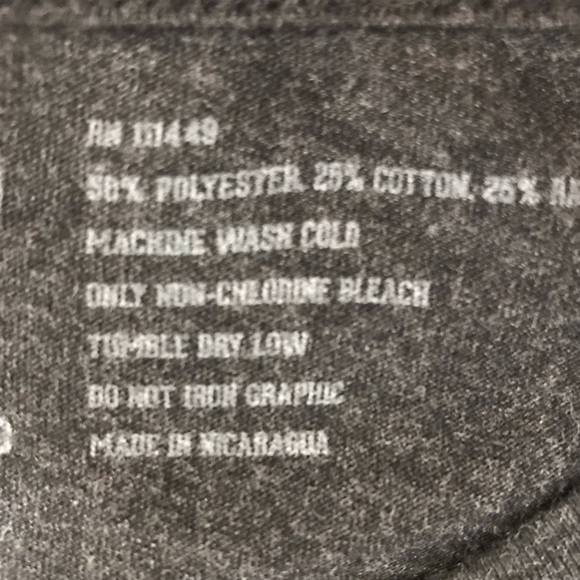 RN 111449
50% POLYESTER, 25% COTTON, 25% RA
MACHINE WASH COLD
ONLY NON-CHLORINE BLEACH
TUMBLE DRY LOW
DO NOT IRON GRAPHIC
MADE IN NICARAGUA